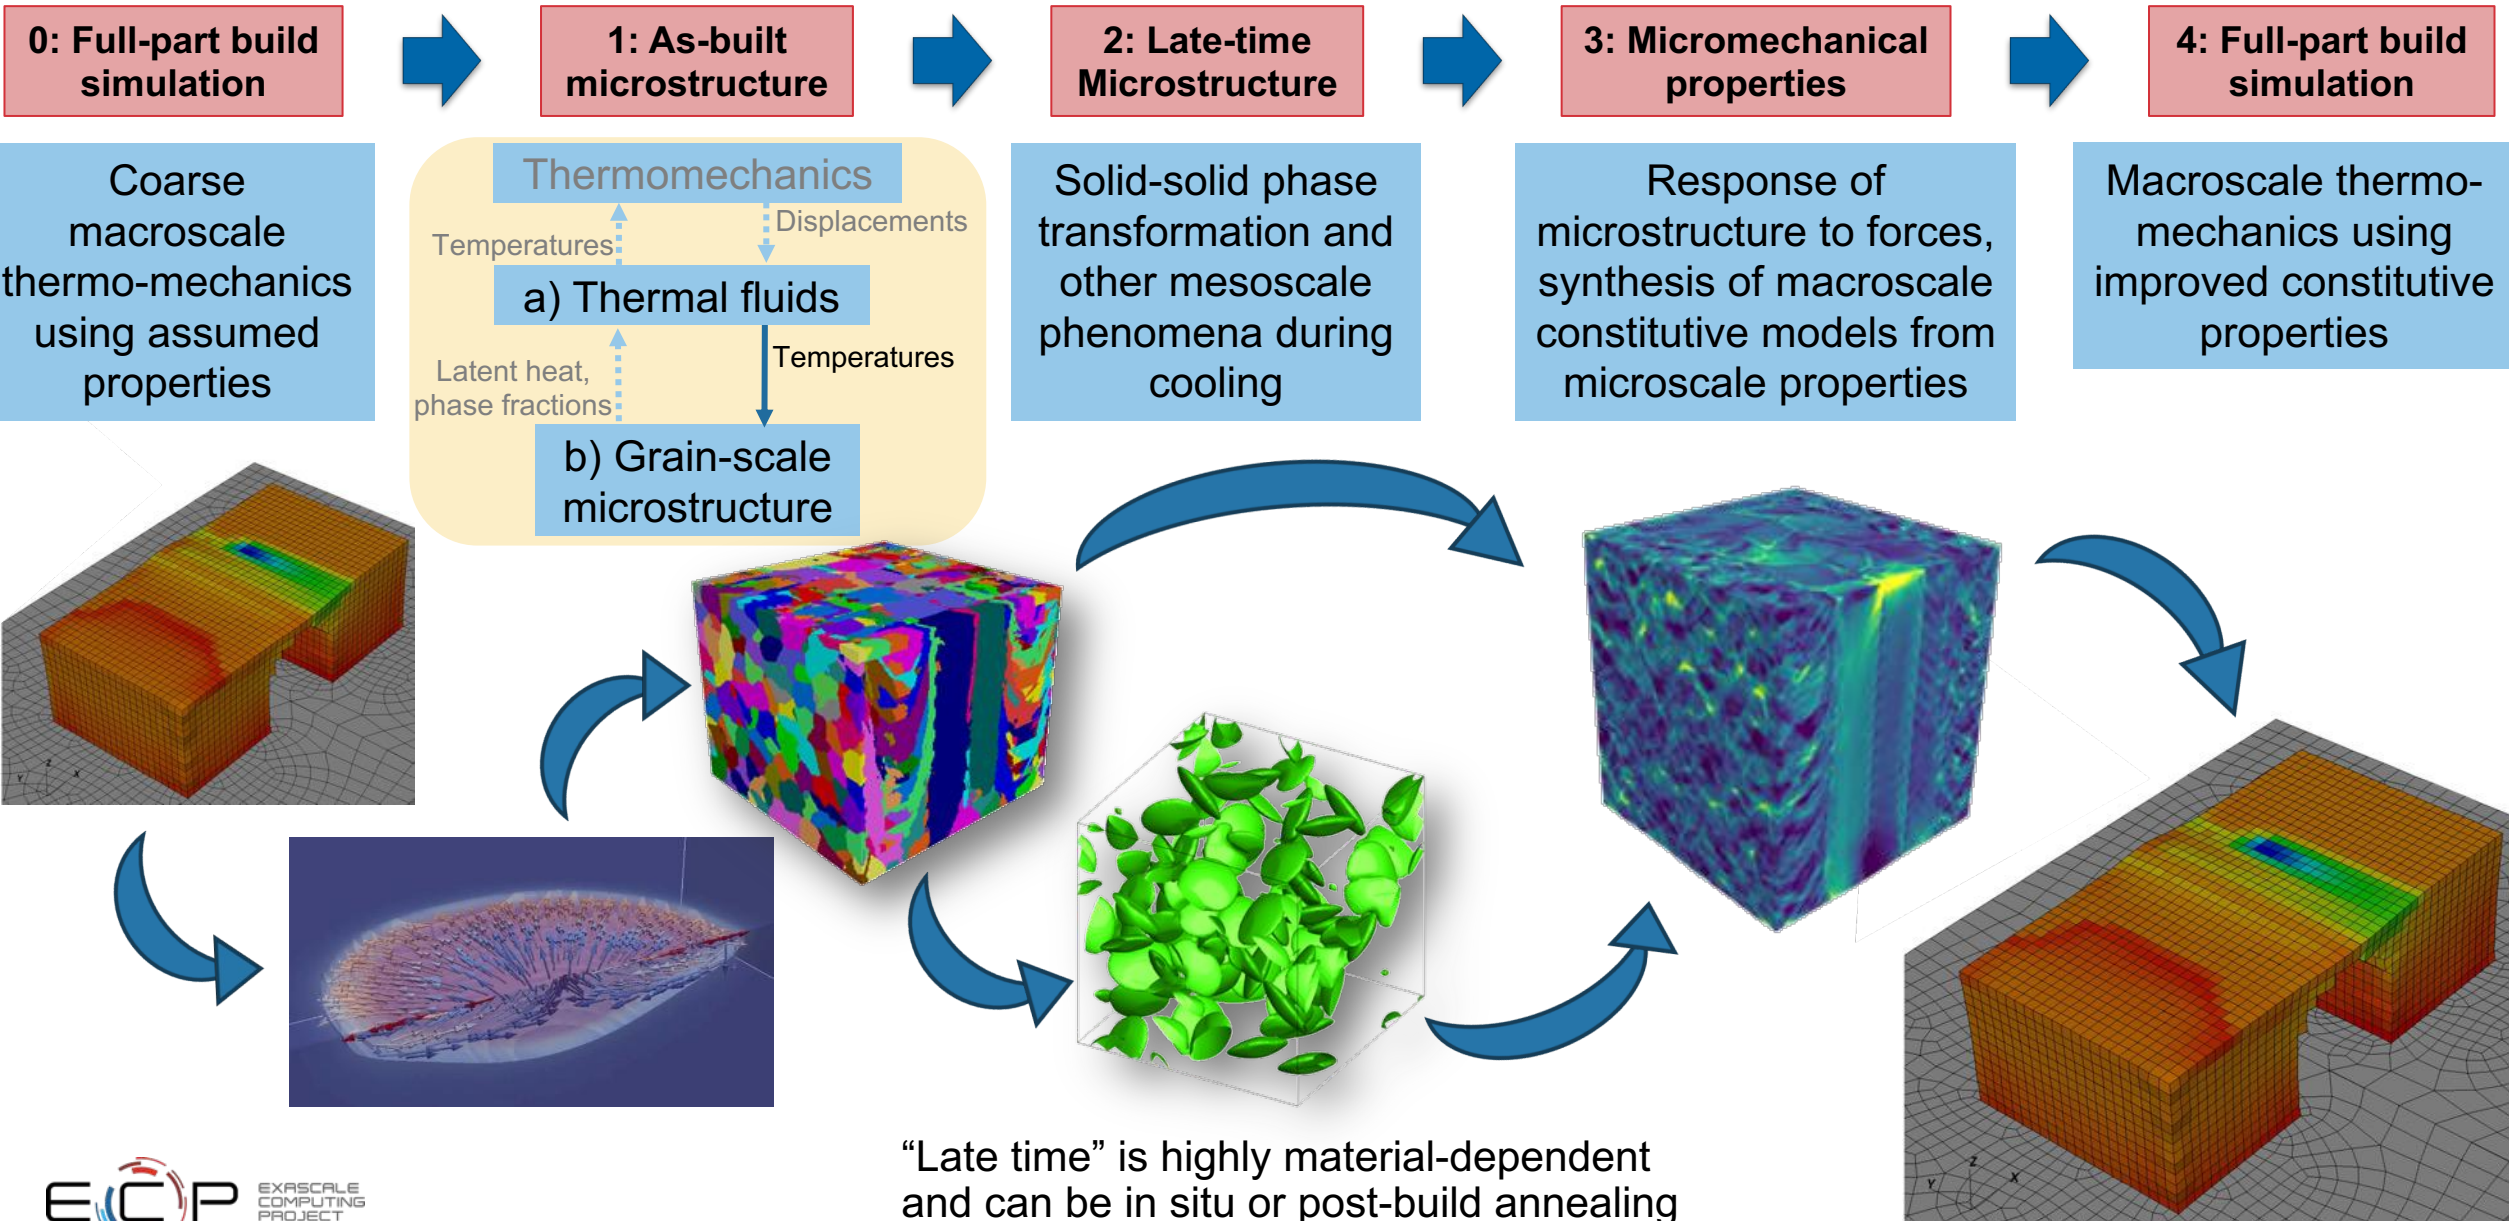 0: Full-part build
simulation
1: As-built
microstructure
2: Late-time
Microstructure
3: Micromechanical
properties
4: Full-part build
simulation
Coarse
macroscale
thermo-mechanics
using assumed
properties
Thermomechanics
Displacements
Temperatures
a) Thermal fluids
Temperatures
Latent heat,
phase fractions
b) Grain-scale
microstructure
Solid-solid phase
transformation and
other mesoscale
phenomena during
cooling
Response of
microstructure to forces,
synthesis of macroscale
constitutive models from
microscale properties
Macroscale thermo-
mechanics using
improved constitutive
properties
Y Z X
“Late time” is highly material-dependent
and can be in situ or post-build annealing
Y Z X
ECP
EXASCALE
COMPUTING
PROJECT